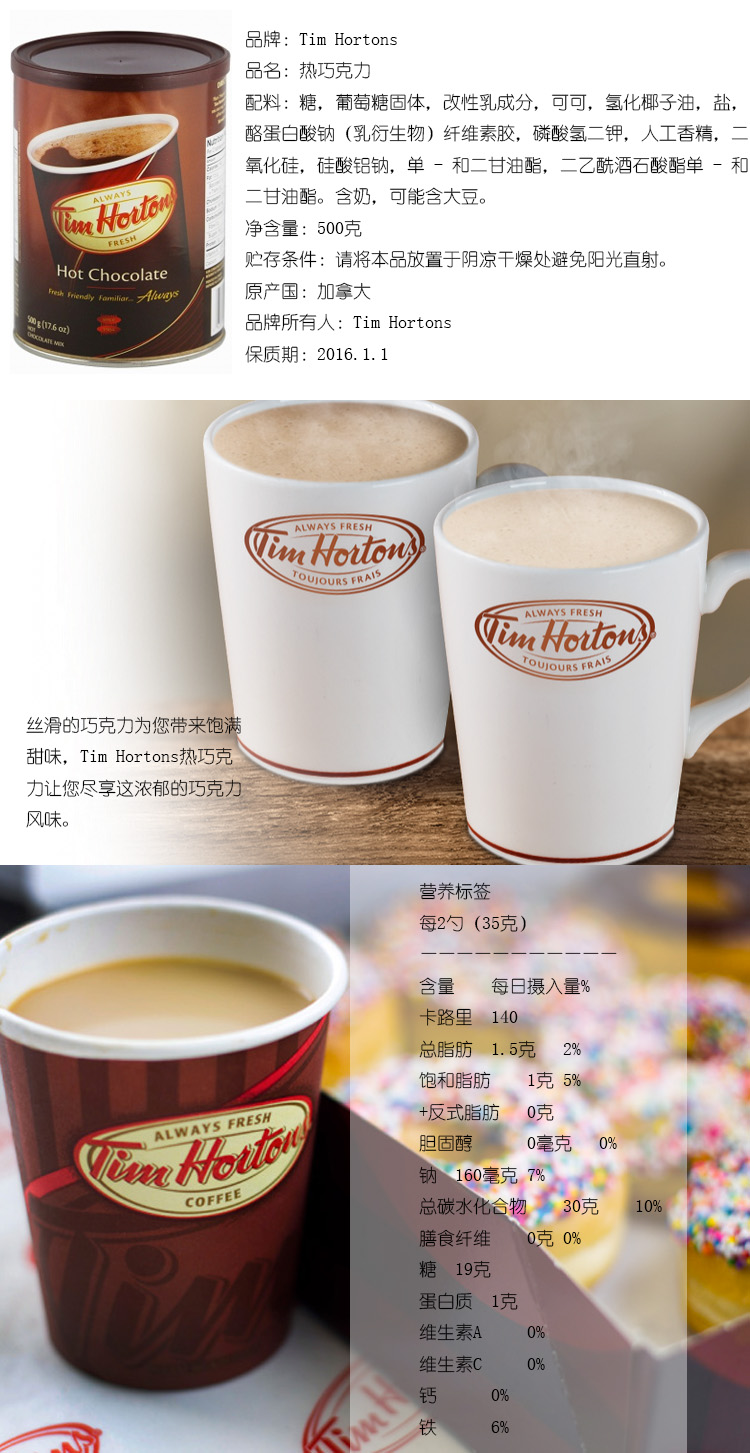 品牌: Tim Hortons
品名: 热巧克力
配料: 糖, 葡萄糖固体, 改性乳成分, 可可, 氢化椰子油, 盐,
酪蛋白酸钠 (乳衍生物) 纤维素胶, 磷酸氢二钾, 人工香精, 二
氧化硅, 硅酸铝钠, 单 - 和二甘油酯, 二乙酰酒石酸酯单 - 和
二甘油酯。含奶, 可能含大豆。
净含量: 500克
贮存条件: 请将本品放置于阴凉干燥处避免阳光直射。
原产国: 加拿大
品牌所有人: Tim Hortons
保质期: 2016.1.1
ALWAYS
Tim Hortons
FRESH
Hot Chocolate
Fresh Friendly Familiar... Always
500 g (17.6 oz)
HOT
CHOCOLATE MIX
ALWAYS FRESH
Tim Hortons
TOUJOURS FRAIS
ALWAYS FRESH
Tim Hortons
TOUJOURS FRAIS
丝滑的巧克力为您带来饱满
甜味, Tim Hortons热巧克
力让您尽享这浓郁的巧克力
风味。
营养标签
每2勺 (35克)
———————————
含量 每日摄入量%
卡路里 140
总脂肪 1.5克 2%
饱和脂肪 1克 5%
+反式脂肪 0克
胆固醇 0毫克 0%
钠 160毫克 7%
总碳水化合物 30克 10%
膳食纤维 0克 0%
糖 19克
蛋白质 1克
维生素A 0%
维生素C 0%
钙 0%
铁 6%
ALWAYS FRESH
Tim Hortons
COFFEE
Tim